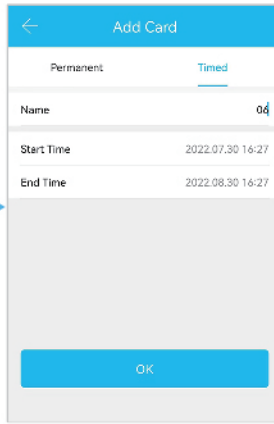 Add Card
Permanent Timed
Name 06
Start Time 2022.07.30 16:27
End Time 2022.08.30 16:27
OK